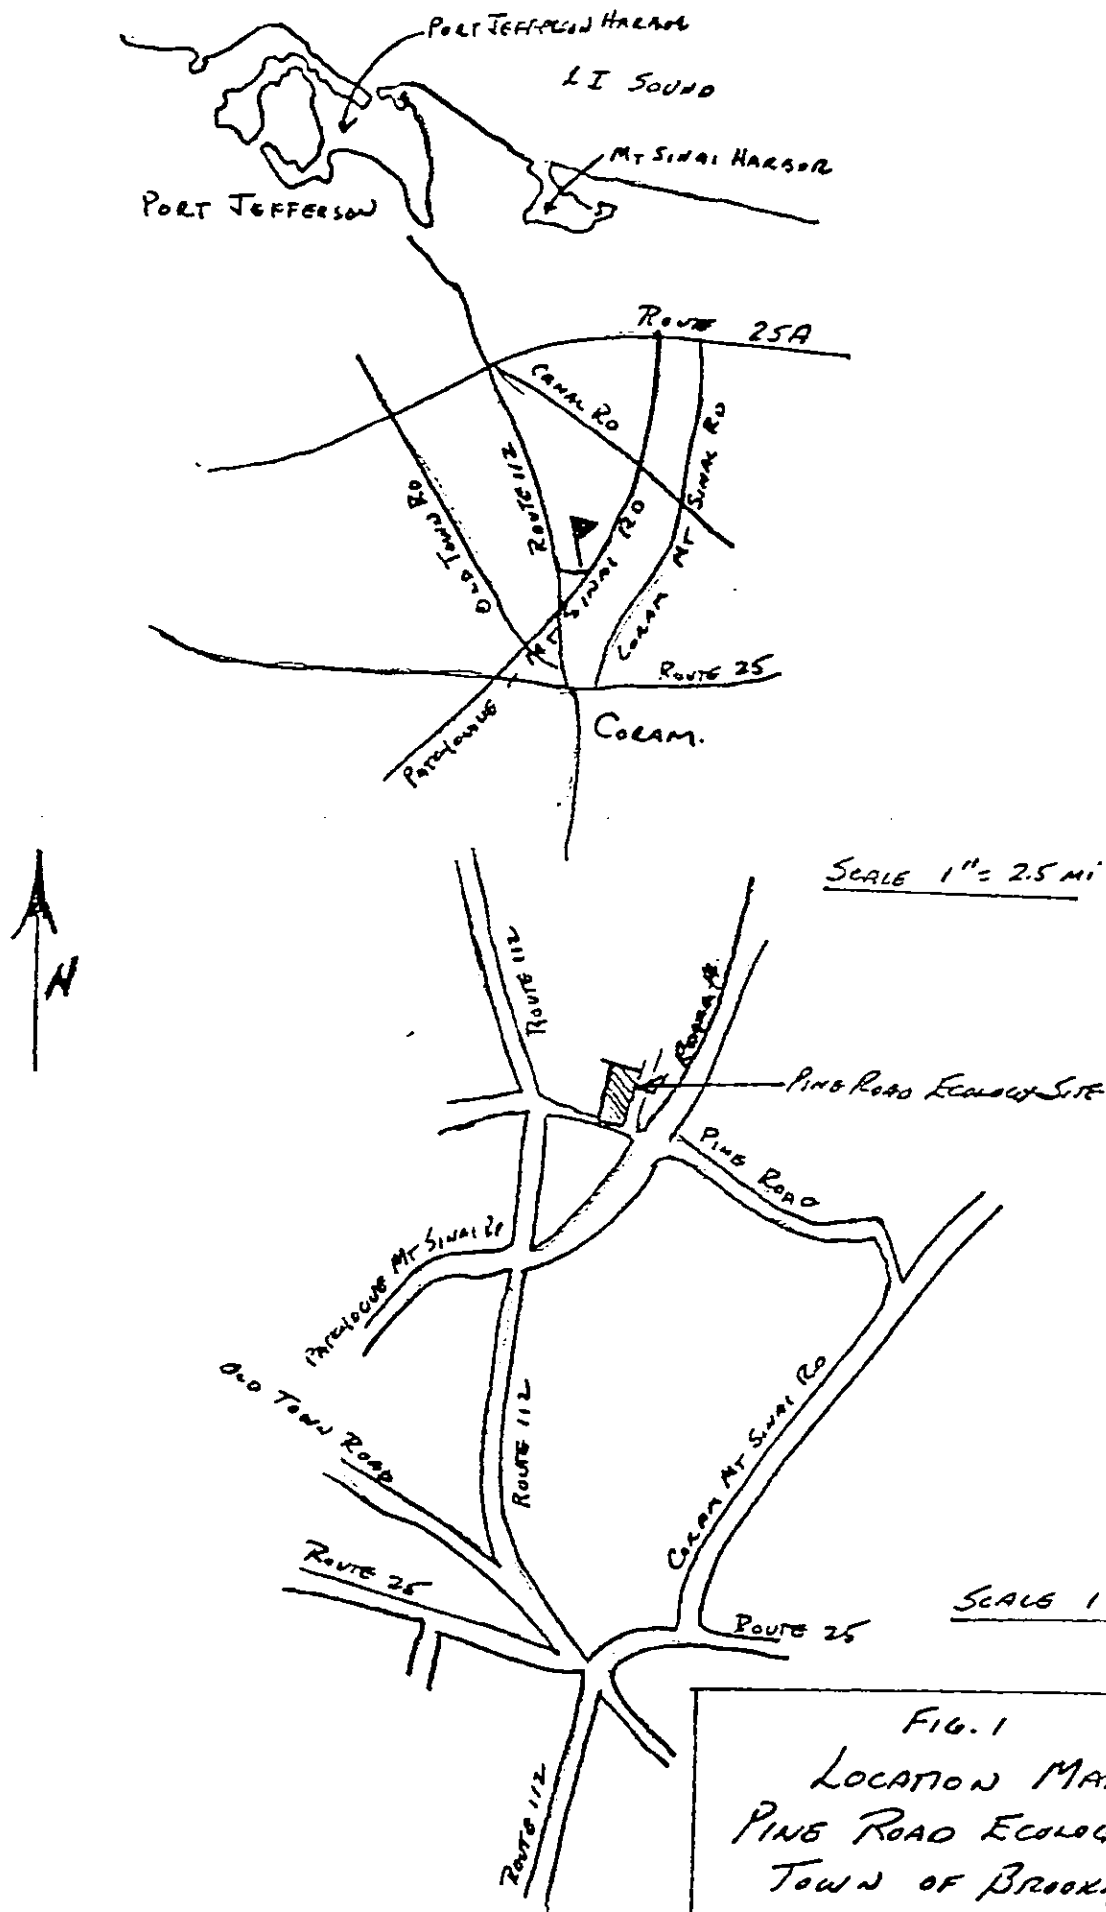 PORT JEFFERSON HARBOR
LI SOUND
MT SINAI HARBOR
PORT JEFFERSON
ROUTE 25A
CANAL RD
ROUTE 112
OLD TOWN RD
MT SINAI RD
CORAM MT SINAI RD
ROUTE 25
PATCHOGUE
CORAM.
SCALE 1"= 2.5 MI
N
ROUTE 112
PINE ROAD ECOLOGY SITE
PINE ROAD
PATCHOGUE MT SINAI RD
OLD TOWN ROAD
ROUTE 112
CORAM MT SINAI RD
ROUTE 25
SCALE 1
ROUTE 25
ROUTE 112
FIG. 1
LOCATION MA
PINE ROAD ECOLOG
TOWN OF BROOK